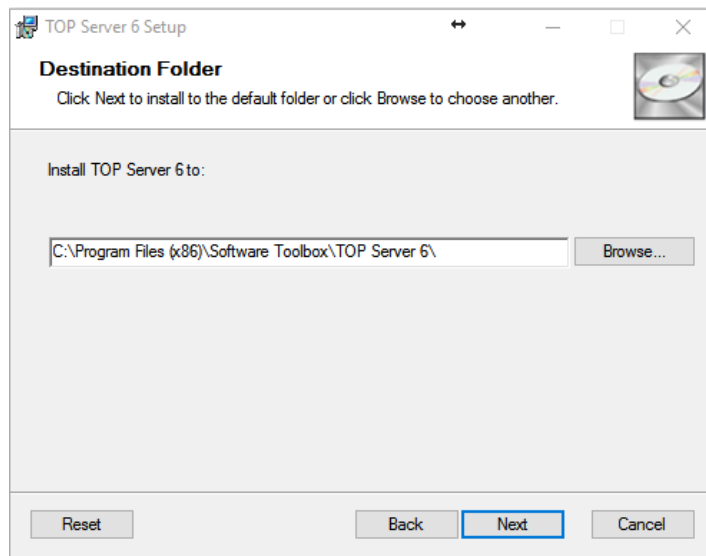 TOP Server 6 Setup
Destination Folder
Click Next to install to the default folder or click Browse to choose another.
Install TOP Server 6 to:
C:\Program Files (x86)\Software Toolbox\TOP Server 6\
Browse...
Reset
Back
Next
Cancel